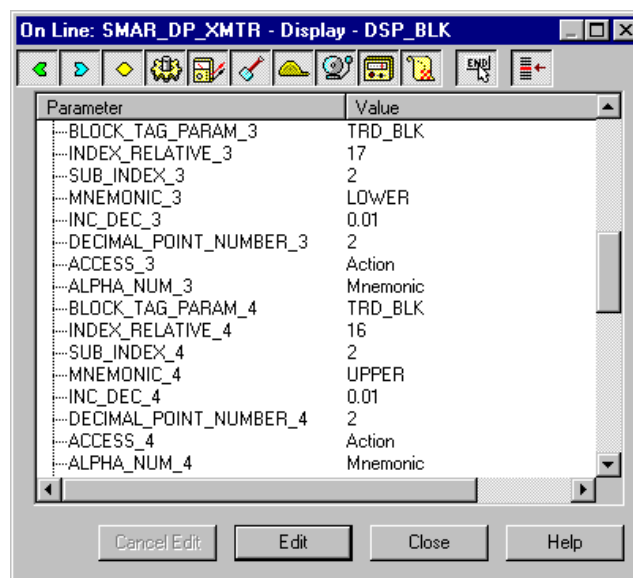 On Line: SMAR_DP_XMTR - Display - DSP_BLK
END
Parameter Value
BLOCK_TAG_PARAM_3 TRD_BLK
INDEX_RELATIVE_3 17
SUB_INDEX_3 2
MNEMONIC_3 LOWER
INC_DEC_3 0.01
DECIMAL_POINT_NUMBER_3 2
ACCESS_3 Action
ALPHA_NUM_3 Mnemonic
BLOCK_TAG_PARAM_4 TRD_BLK
INDEX_RELATIVE_4 16
SUB_INDEX_4 2
MNEMONIC_4 UPPER
INC_DEC_4 0.01
DECIMAL_POINT_NUMBER_4 2
ACCESS_4 Action
ALPHA_NUM_4 Mnemonic
Cancel Edit Edit Close Help